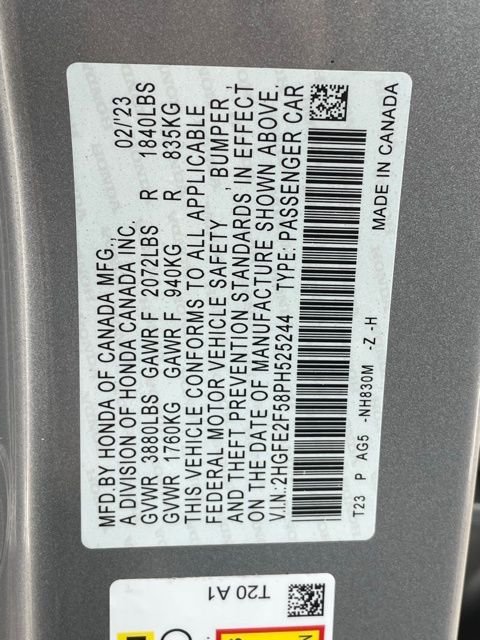 MFD.BY HONDA OF CANADA MFG., 02/'23
A DIVISION OF HONDA CANADA INC.
GVWR 3880LBS GAWR F 2072LBS R 1840LBS
GVWR 1760KG GAWR F 940KG R 835KG
THIS VEHICLE CONFORMS TO ALL APPLICABLE
FEDERAL MOTOR VEHICLE SAFETY , BUMPER ,
AND THEFT PREVENTION STANDARDS IN EFFECT
ON THE DATE OF MANUFACTURE SHOWN ABOVE.
V.I.N.:2HGFE2F58PH525244 TYPE: PASSENGER CAR
T23 P AG5 -NH830M -Z -H MADE IN CANADA
T20 A1